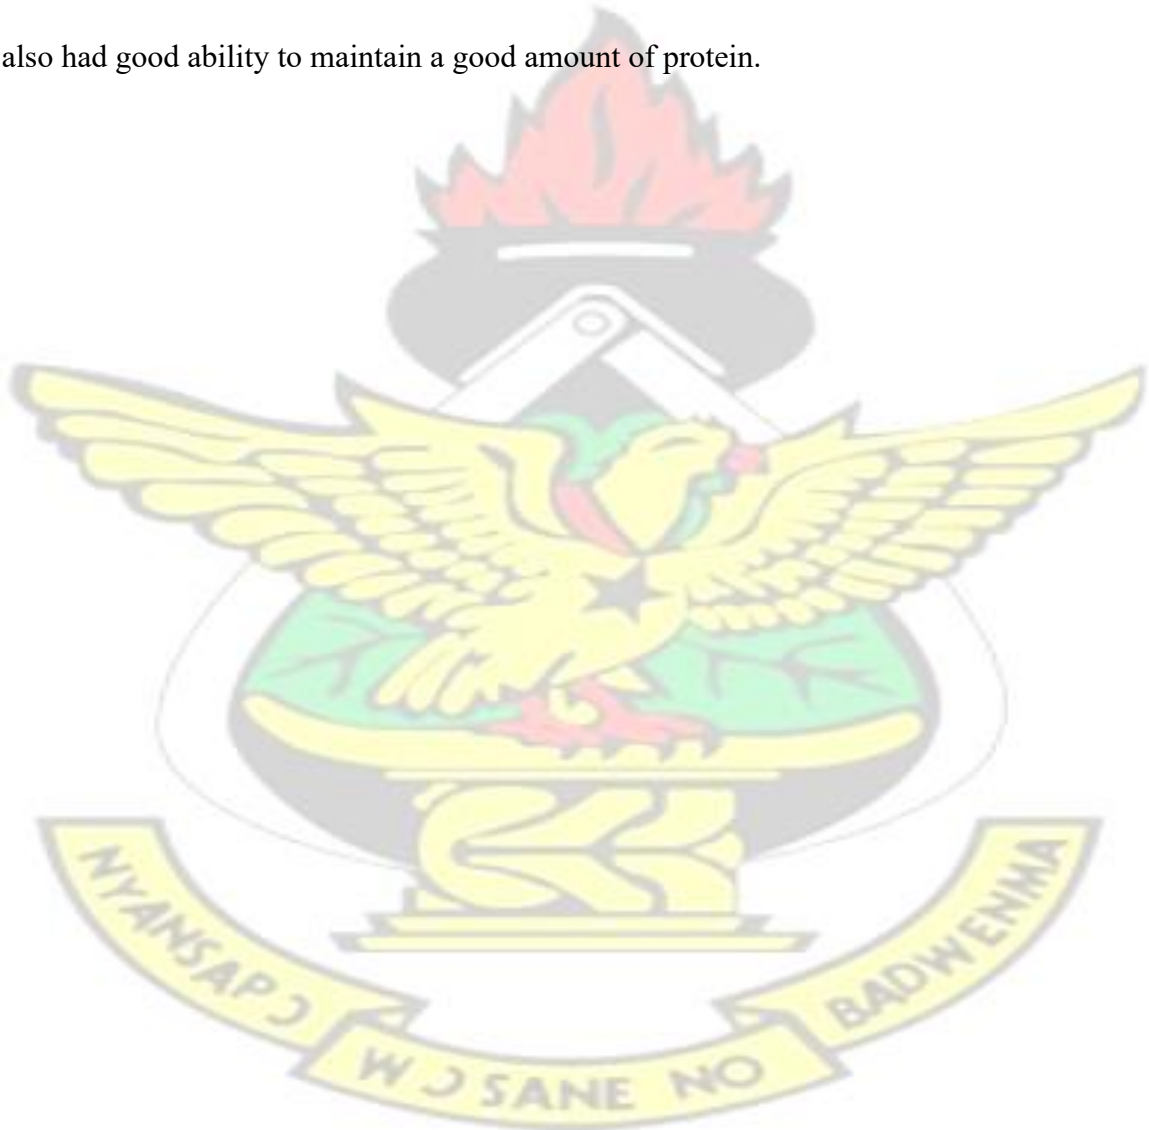 also had good ability to maintain a good amount of protein.
NYANSAPƆ
WƆSANE NO
BADWENMA